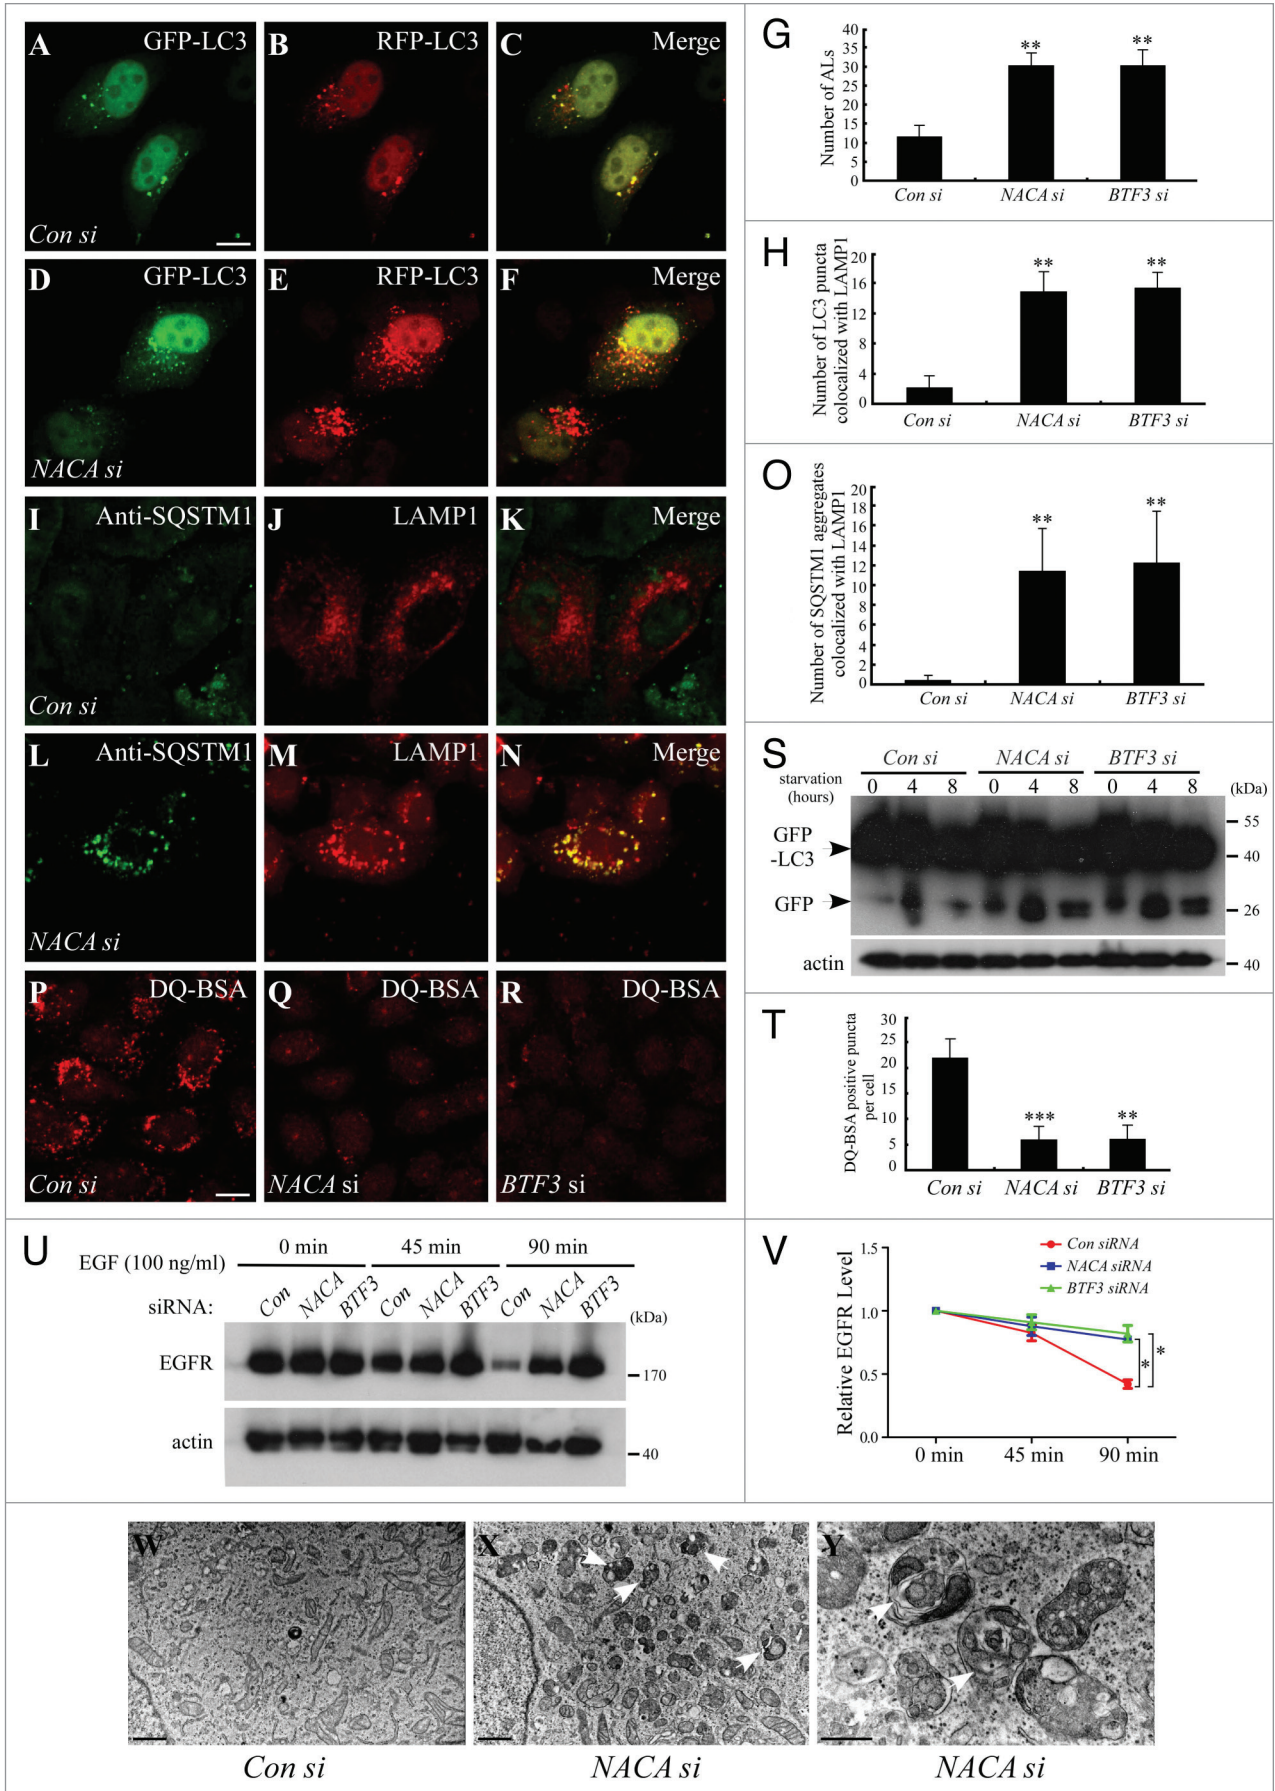 A GFP-LC3
B RFP-LC3
C Merge
Con si
D GFP-LC3
E RFP-LC3
F Merge
NACA si
I Anti-SQSTM1
J LAMP1
K Merge
Con si
L Anti-SQSTM1
M LAMP1
N Merge
NACA si
P DQ-BSA
Q DQ-BSA
R DQ-BSA
Con si
NACA si
BTF3 si
G
Number of ALs
40
35
30
25
20
15
10
5
0
Con si NACA si BTF3 si
** **
H
Number of LC3 puncta
colocalized with LAMP1
20
16
12
8
4
0
Con si NACA si BTF3 si
** **
O
Number of SQSTM1 aggregates
colocalized with LAMP1
20
18
16
14
12
10
8
6
4
2
0
Con si NACA si BTF3 si
** **
S
Con si NACA si BTF3 si
starvation
(hours)
0 4 8 0 4 8 0 4 8 (kDa)
GFP
-LC3
GFP
actin
55
40
26
40
T
DQ-BSA positive puncta
per cell
30
25
20
15
10
5
0
*** **
Con si NACA si BTF3 si
U
EGF (100 ng/ml) 0 min 45 min 90 min
siRNA: Con NACA BTF3 Con NACA BTF3 Con NACA BTF3
(kDa)
EGFR
170
actin
40
V
Relative EGFR Level
1.5
1.0
0.5
0.0
0 min 45 min 90 min
Con siRNA
NACA siRNA
BTF3 siRNA
* *
W
X
Y
Con si NACA si NACA si